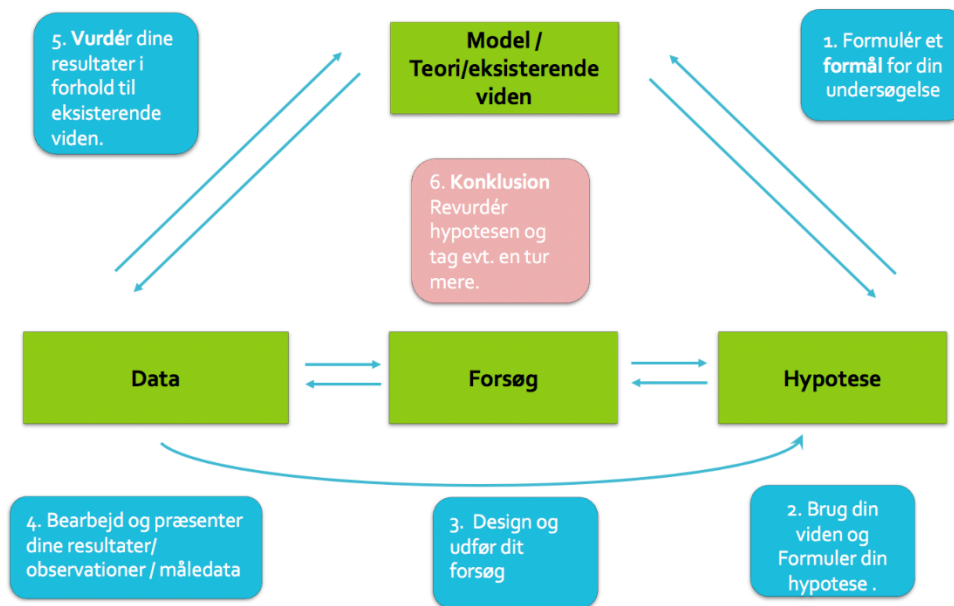 5. Vurdér dine
resultater i
forhold til
eksisterende
viden.
Model /
Teori/eksisterende
viden
1. Formulér et
formål for din
undersøgelse
6. Konklusion
Revurdér
hypotesen og
tag evt. en tur
mere.
Data
Forsøg
Hypotese
4. Bearbejd og præsenter
dine resultater/
observationer / måledata
3. Design og
udfør dit
forsøg
2. Brug din
viden og
Formuler din
hypotese .